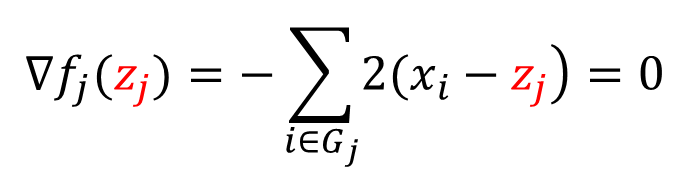 ∇f_j(z_j) = − ∑_{i∈G_j} 2(x_i − z_j) = 0